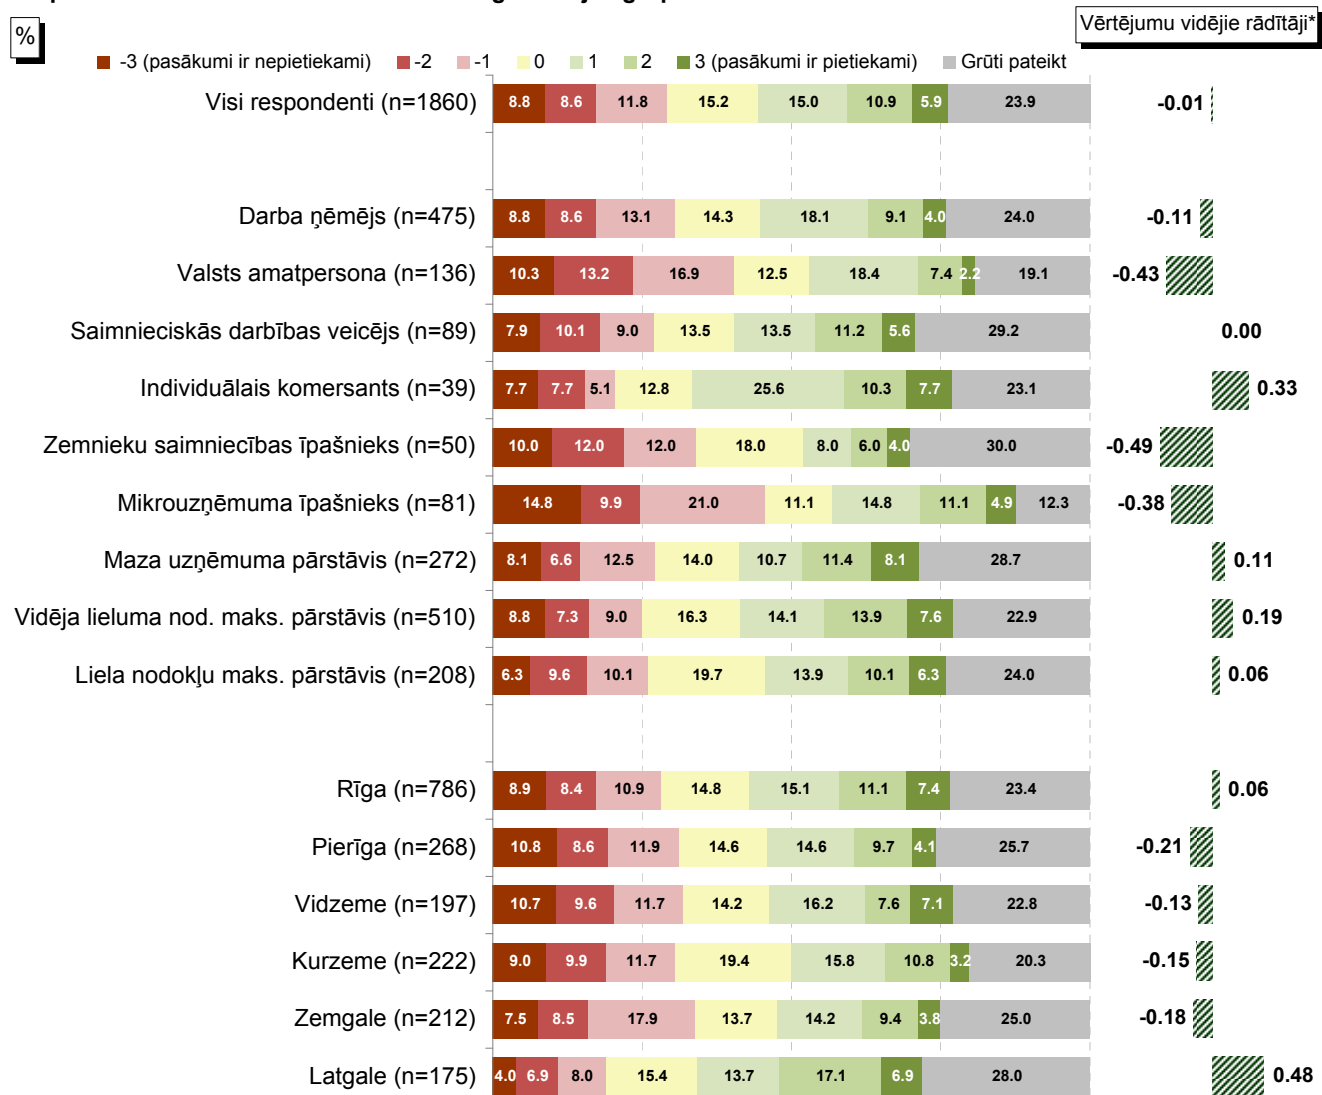 %
Vērtējumu vidējie rādītāji*
-3 (pasākumi ir nepietiekami) -2 -1 0 1 2 3 (pasākumi ir pietiekami) Grūti pateikt
Visi respondenti (n=1860) 8.8 8.6 11.8 15.2 15.0 10.9 5.9 23.9 -0.01
Darba ņēmējs (n=475) 8.8 8.6 13.1 14.3 18.1 9.1 4.0 24.0 -0.11
Valsts amatpersona (n=136) 10.3 13.2 16.9 12.5 18.4 7.4 2.2 19.1 -0.43
Saimnieciskās darbības veicējs (n=89) 7.9 10.1 9.0 13.5 13.5 11.2 5.6 29.2 0.00
Individuālais komersants (n=39) 7.7 7.7 5.1 12.8 25.6 10.3 7.7 23.1 0.33
Zemnieku saimniecības īpašnieks (n=50) 10.0 12.0 12.0 18.0 8.0 6.0 4.0 30.0 -0.49
Mikrouzņēmuma īpašnieks (n=81) 14.8 9.9 21.0 11.1 14.8 11.1 4.9 12.3 -0.38
Maza uzņēmuma pārstāvis (n=272) 8.1 6.6 12.5 14.0 10.7 11.4 8.1 28.7 0.11
Vidēja lieluma nod. maks. pārstāvis (n=510) 8.8 7.3 9.0 16.3 14.1 13.9 7.6 22.9 0.19
Liela nodokļu maks. pārstāvis (n=208) 6.3 9.6 10.1 19.7 13.9 10.1 6.3 24.0 0.06
Rīga (n=786) 8.9 8.4 10.9 14.8 15.1 11.1 7.4 23.4 0.06
Pierīga (n=268) 10.8 8.6 11.9 14.6 14.6 9.7 4.1 25.7 -0.21
Vidzeme (n=197) 10.7 9.6 11.7 14.2 16.2 7.6 7.1 22.8 -0.13
Kurzeme (n=222) 9.0 9.9 11.7 19.4 15.8 10.8 3.2 20.3 -0.15
Zemgale (n=212) 7.5 8.5 17.9 13.7 14.2 9.4 3.8 25.0 -0.18
Latgale (n=175) 4.0 6.9 8.0 15.4 13.7 17.1 6.9 28.0 0.48